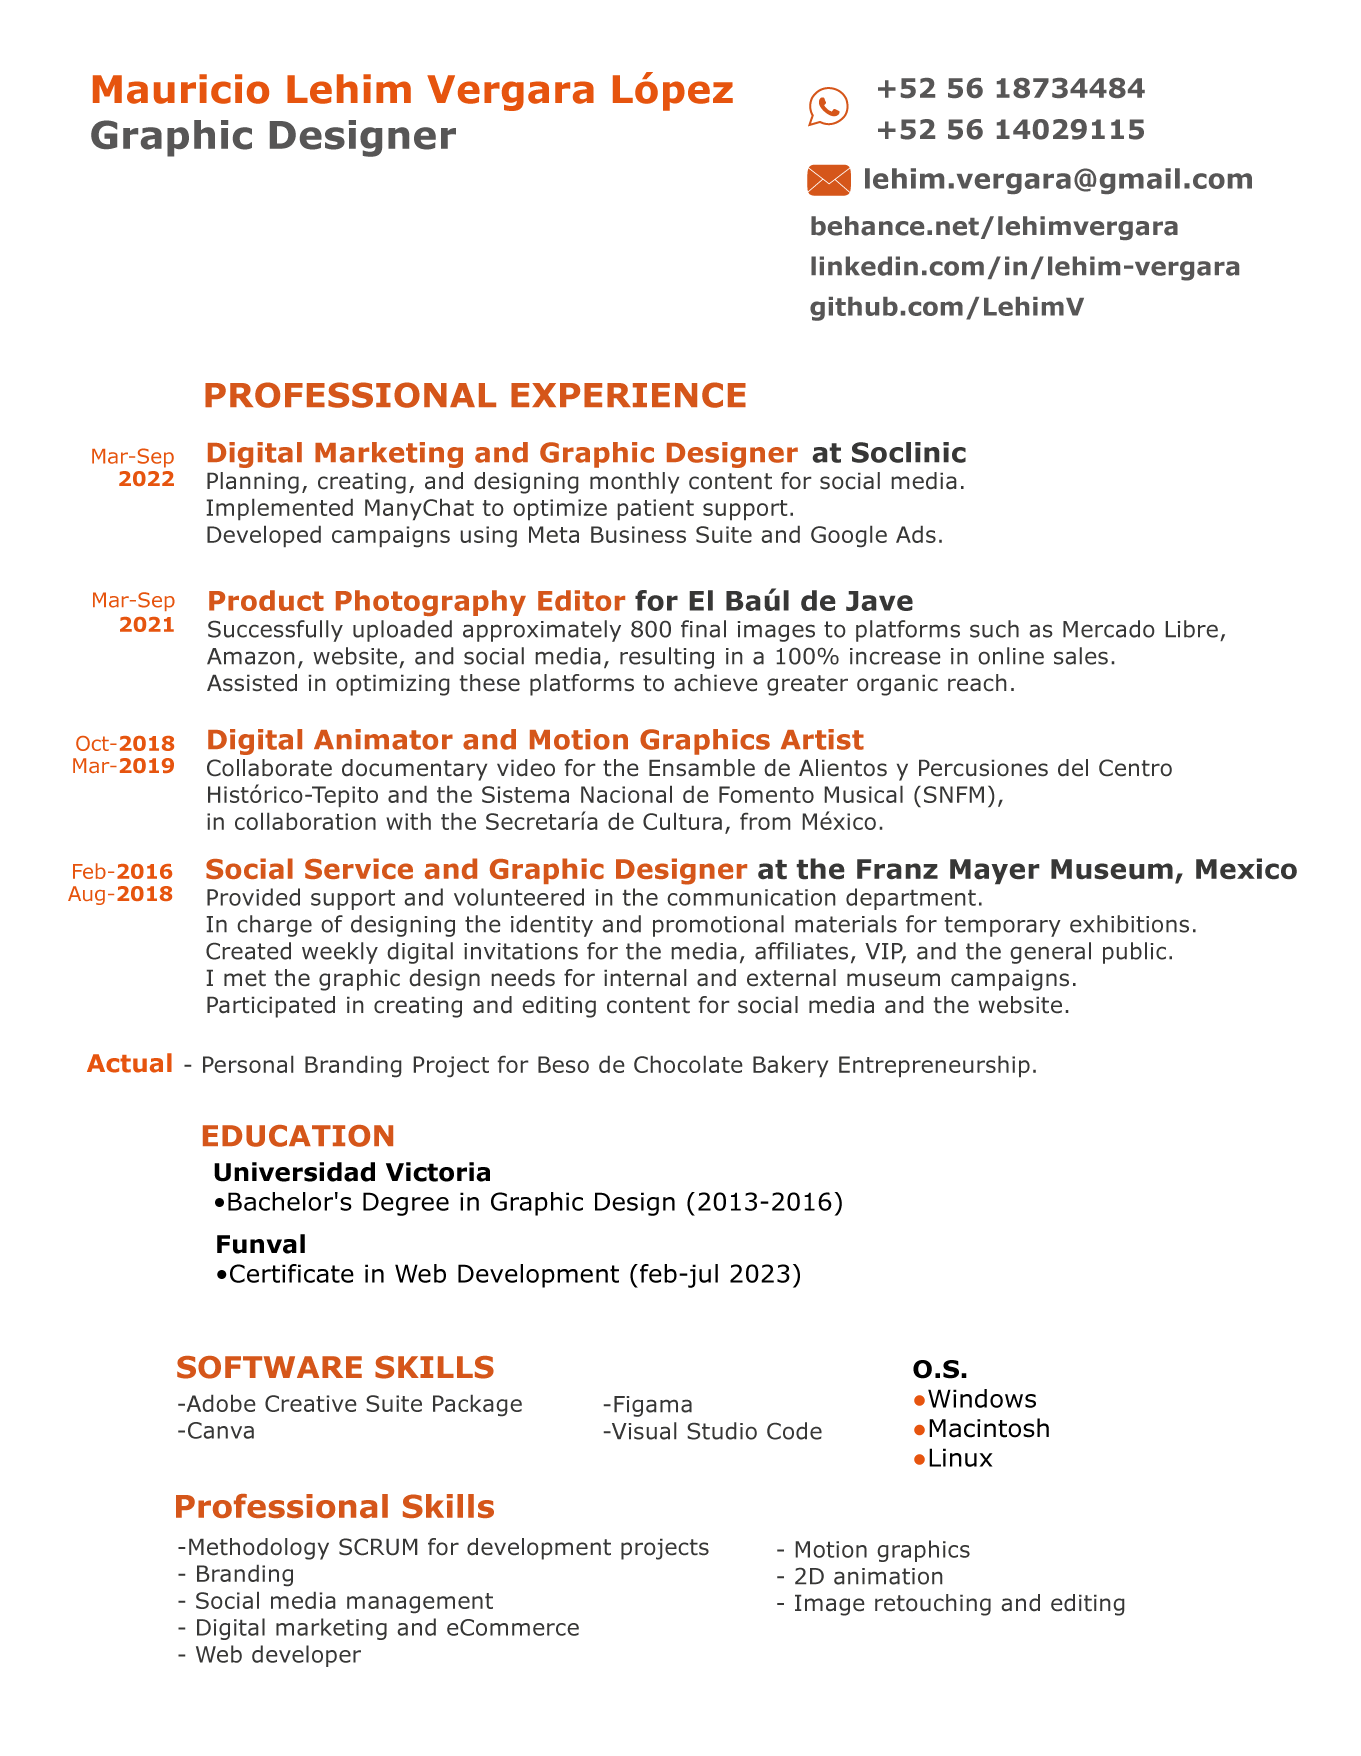 Mauricio Lehim Vergara López
Graphic Designer
+52 56 18734484
+52 56 14029115
lehim.vergara@gmail.com
behance.net/lehimvergara
linkedin.com/in/lehim-vergara
github.com/LehimV
PROFESSIONAL EXPERIENCE
Mar-Sep
2022
Digital Marketing and Graphic Designer at Soclinic
Planning, creating, and designing monthly content for social media.
Implemented ManyChat to optimize patient support.
Developed campaigns using Meta Business Suite and Google Ads.
Mar-Sep
2021
Product Photography Editor for El Baúl de Jave
Successfully uploaded approximately 800 final images to platforms such as Mercado Libre,
Amazon, website, and social media, resulting in a 100% increase in online sales.
Assisted in optimizing these platforms to achieve greater organic reach.
Oct-2018
Mar-2019
Digital Animator and Motion Graphics Artist
Collaborate documentary video for the Ensamble de Alientos y Percusiones del Centro
Histórico-Tepito and the Sistema Nacional de Fomento Musical (SNFM),
in collaboration with the Secretaría de Cultura, from México.
Feb-2016
Aug-2018
Social Service and Graphic Designer at the Franz Mayer Museum, Mexico
Provided support and volunteered in the communication department.
In charge of designing the identity and promotional materials for temporary exhibitions.
Created weekly digital invitations for the media, affiliates, VIP, and the general public.
I met the graphic design needs for internal and external museum campaigns.
Participated in creating and editing content for social media and the website.
Actual - Personal Branding Project for Beso de Chocolate Bakery Entrepreneurship.
EDUCATION
Universidad Victoria
•Bachelor's Degree in Graphic Design (2013-2016)
Funval
•Certificate in Web Development (feb-jul 2023)
SOFTWARE SKILLS
-Adobe Creative Suite Package
-Canva
-Figama
-Visual Studio Code
O.S.
•Windows
•Macintosh
•Linux
Professional Skills
-Methodology SCRUM for development projects
- Branding
- Social media management
- Digital marketing and eCommerce
- Web developer
- Motion graphics
- 2D animation
- Image retouching and editing